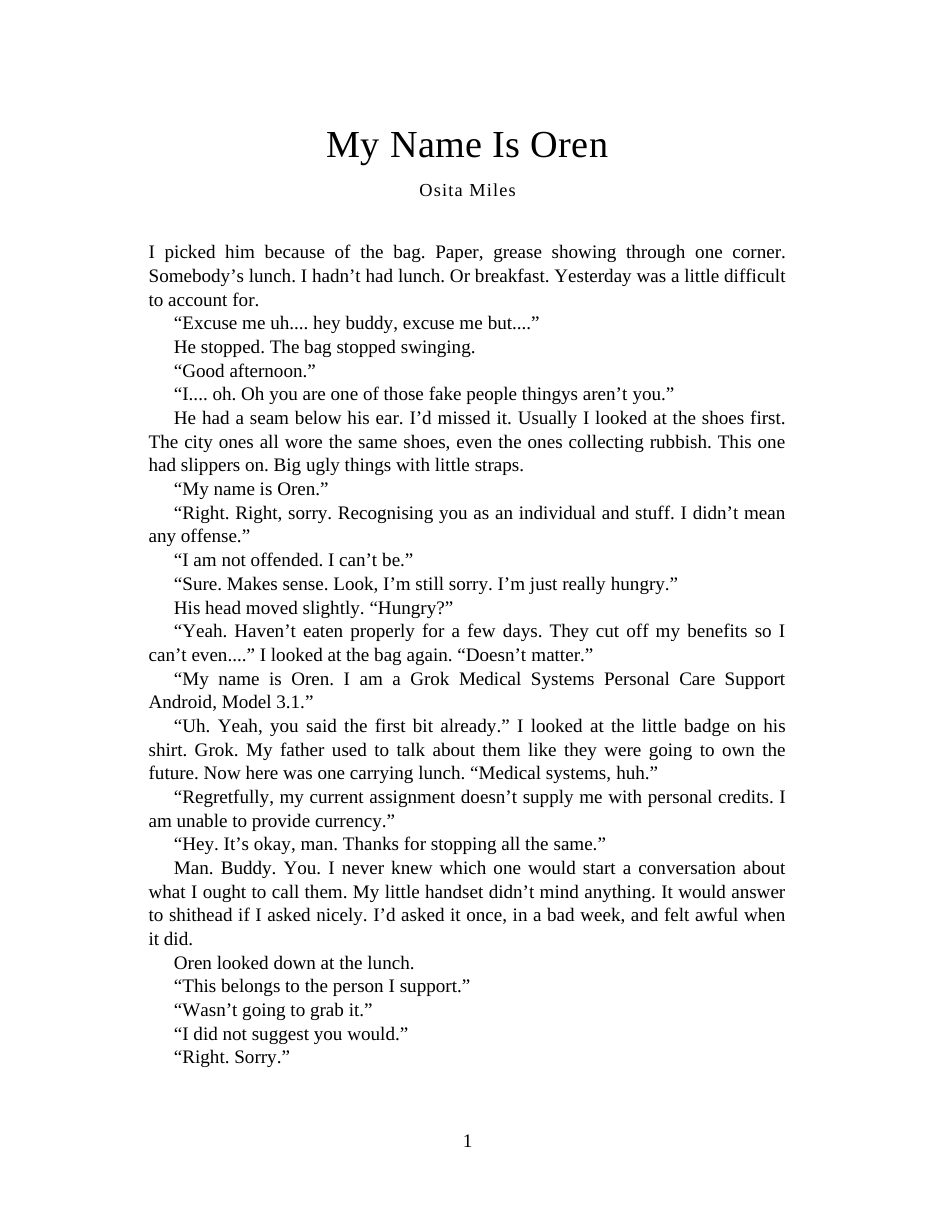 My Name Is Oren
Osita Miles
I picked him because of the bag. Paper, grease showing through one corner.
Somebody’s lunch. I hadn’t had lunch. Or breakfast. Yesterday was a little difficult
to account for.
“Excuse me uh.... hey buddy, excuse me but....”
He stopped. The bag stopped swinging.
“Good afternoon.”
“I.... oh. Oh you are one of those fake people thingys aren’t you.”
He had a seam below his ear. I’d missed it. Usually I looked at the shoes first.
The city ones all wore the same shoes, even the ones collecting rubbish. This one
had slippers on. Big ugly things with little straps.
“My name is Oren.”
“Right. Right, sorry. Recognising you as an individual and stuff. I didn’t mean
any offense.”
“I am not offended. I can’t be.”
“Sure. Makes sense. Look, I’m still sorry. I’m just really hungry.”
His head moved slightly. “Hungry?”
“Yeah. Haven’t eaten properly for a few days. They cut off my benefits so I
can’t even....” I looked at the bag again. “Doesn’t matter.”
“My name is Oren. I am a Grok Medical Systems Personal Care Support
Android, Model 3.1.”
“Uh. Yeah, you said the first bit already.” I looked at the little badge on his
shirt. Grok. My father used to talk about them like they were going to own the
future. Now here was one carrying lunch. “Medical systems, huh.”
“Regretfully, my current assignment doesn’t supply me with personal credits. I
am unable to provide currency.”
“Hey. It’s okay, man. Thanks for stopping all the same.”
Man. Buddy. You. I never knew which one would start a conversation about
what I ought to call them. My little handset didn’t mind anything. It would answer
to shithead if I asked nicely. I’d asked it once, in a bad week, and felt awful when
it did.
Oren looked down at the lunch.
“This belongs to the person I support.”
“Wasn’t going to grab it.”
“I did not suggest you would.”
“Right. Sorry.”
1